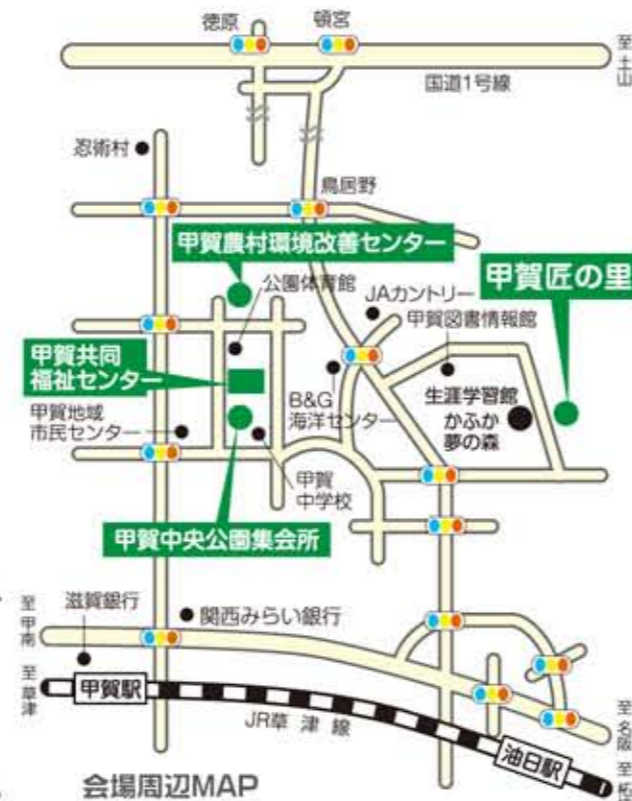 徳原
頓宮
至土山
国道1号線
忍術村
鳥居野
甲賀農村環境改善センター
公園体育館
JAカントリー
甲賀匠の里
甲賀図書情報館
甲賀共同
福祉センター
B&G
海洋センター
生涯学習館
かふか
夢の森
甲賀地域
市民センター
甲賀
中学校
甲賀中央公園集会所
至甲南
滋賀銀行
関西みらい銀行
至草津
甲賀駅
JR草津線
油日駅
至名阪
至柘
会場周辺MAP